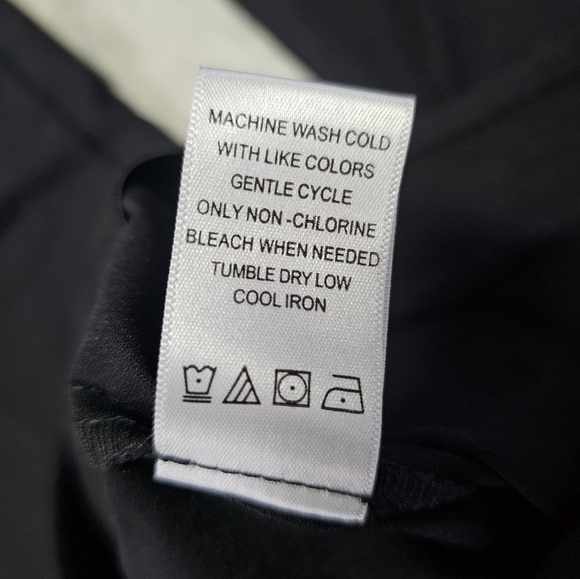 MACHINE WASH COLD
WITH LIKE COLORS
GENTLE CYCLE
ONLY NON-CHLORINE
BLEACH WHEN NEEDED
TUMBLE DRY LOW
COOL IRON